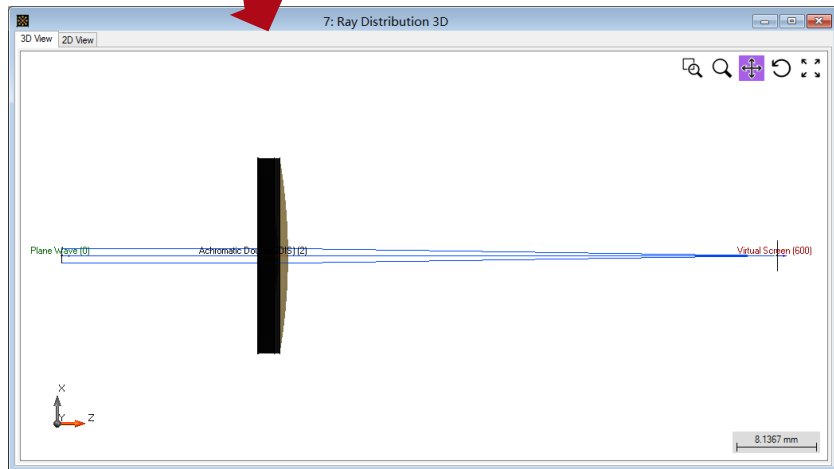 7: Ray Distribution 3D
3D View 2D View
Plane Wave (0)
Achromatic Dou
(2)
Virtual Screen (600)
X
Y Z
8.1367 mm